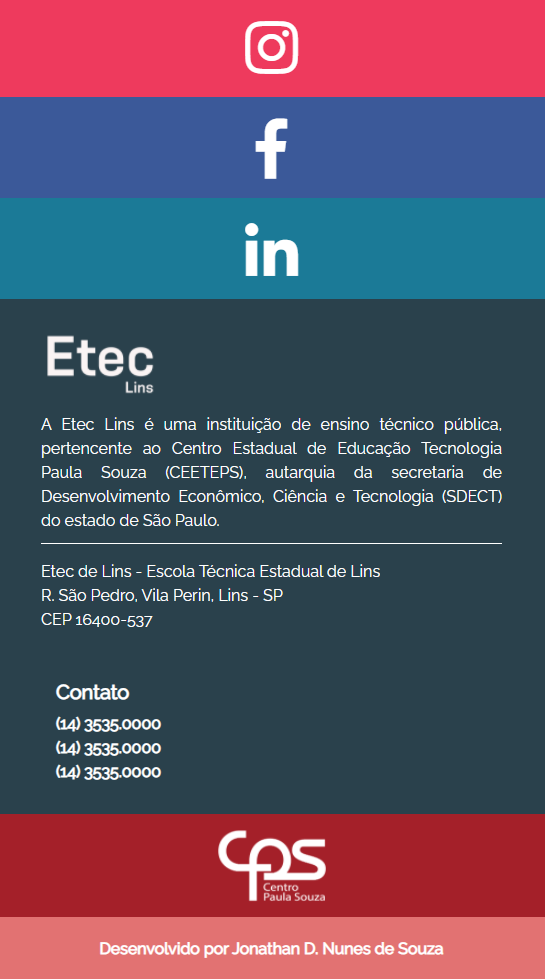 in
Etec
Lins
A Etec Lins é uma instituição de ensino técnico pública,
pertencente ao Centro Estadual de Educação Tecnologia
Paula Souza (CEETEPS), autarquia da secretaria de
Desenvolvimento Econômico, Ciência e Tecnologia (SDECT)
do estado de São Paulo.
Etec de Lins - Escola Técnica Estadual de Lins
R. São Pedro, Vila Perin, Lins - SP
CEP 16400-537
Contato
(14) 3535.0000
(14) 3535.0000
(14) 3535.0000
CPS
Centro
Paula Souza
Desenvolvido por Jonathan D. Nunes de Souza